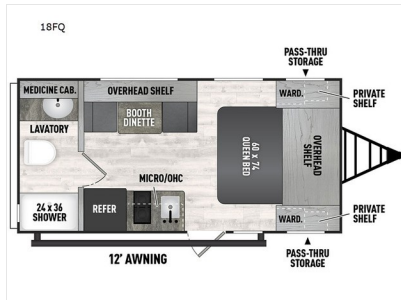 18FQ
PASS-THRU
STORAGE
MEDICINE CAB.
OVERHEAD SHELF
WARD.
PRIVATE
SHELF
BOOTH
DINETTE
LAVATORY
60 x 74
QUEEN BED
OVERHEAD
SHELF
MICRO/OHC
24 x 36
SHOWER
REFER
WARD.
PRIVATE
SHELF
12' AWNING
PASS-THRU
STORAGE